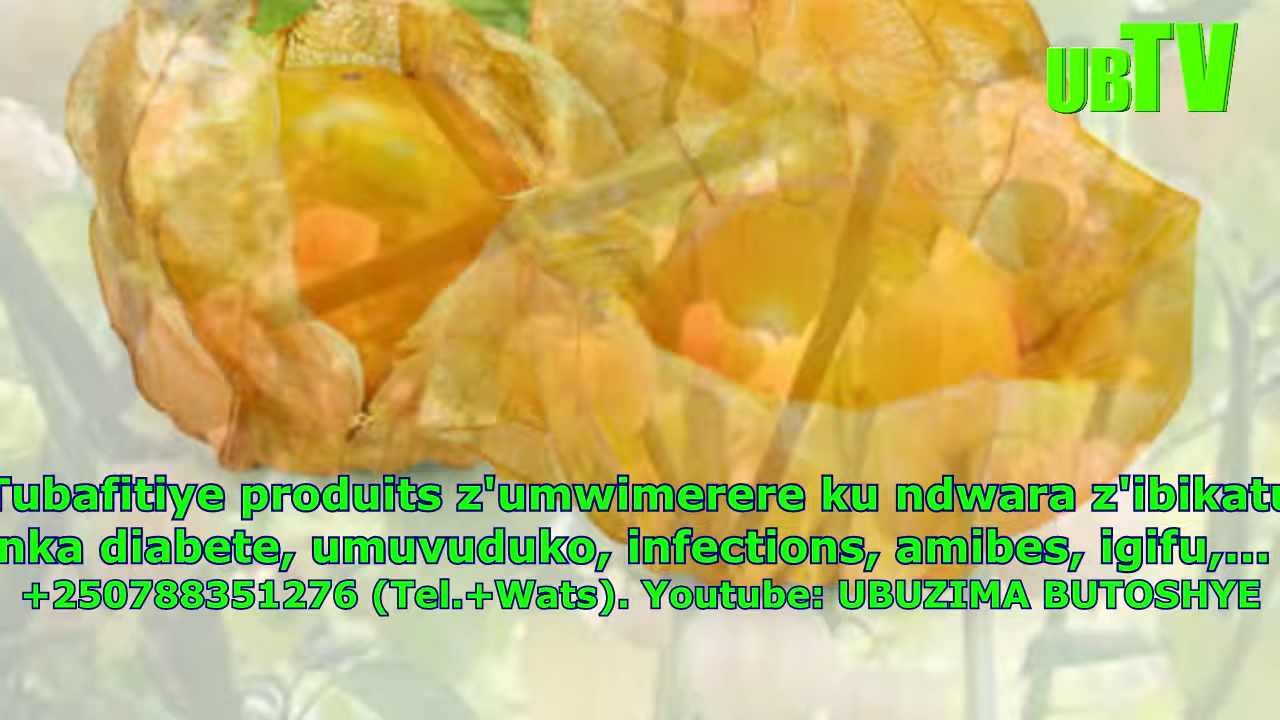 UBTV
Tubafitiye produits z'umwimerere ku ndwara z'ibikatu
nka diabete, umuvuduko, infections, amibes, igifu,...
+250788351276 (Tel.+Wats). Youtube: UBUZIMA BUTOSHYE